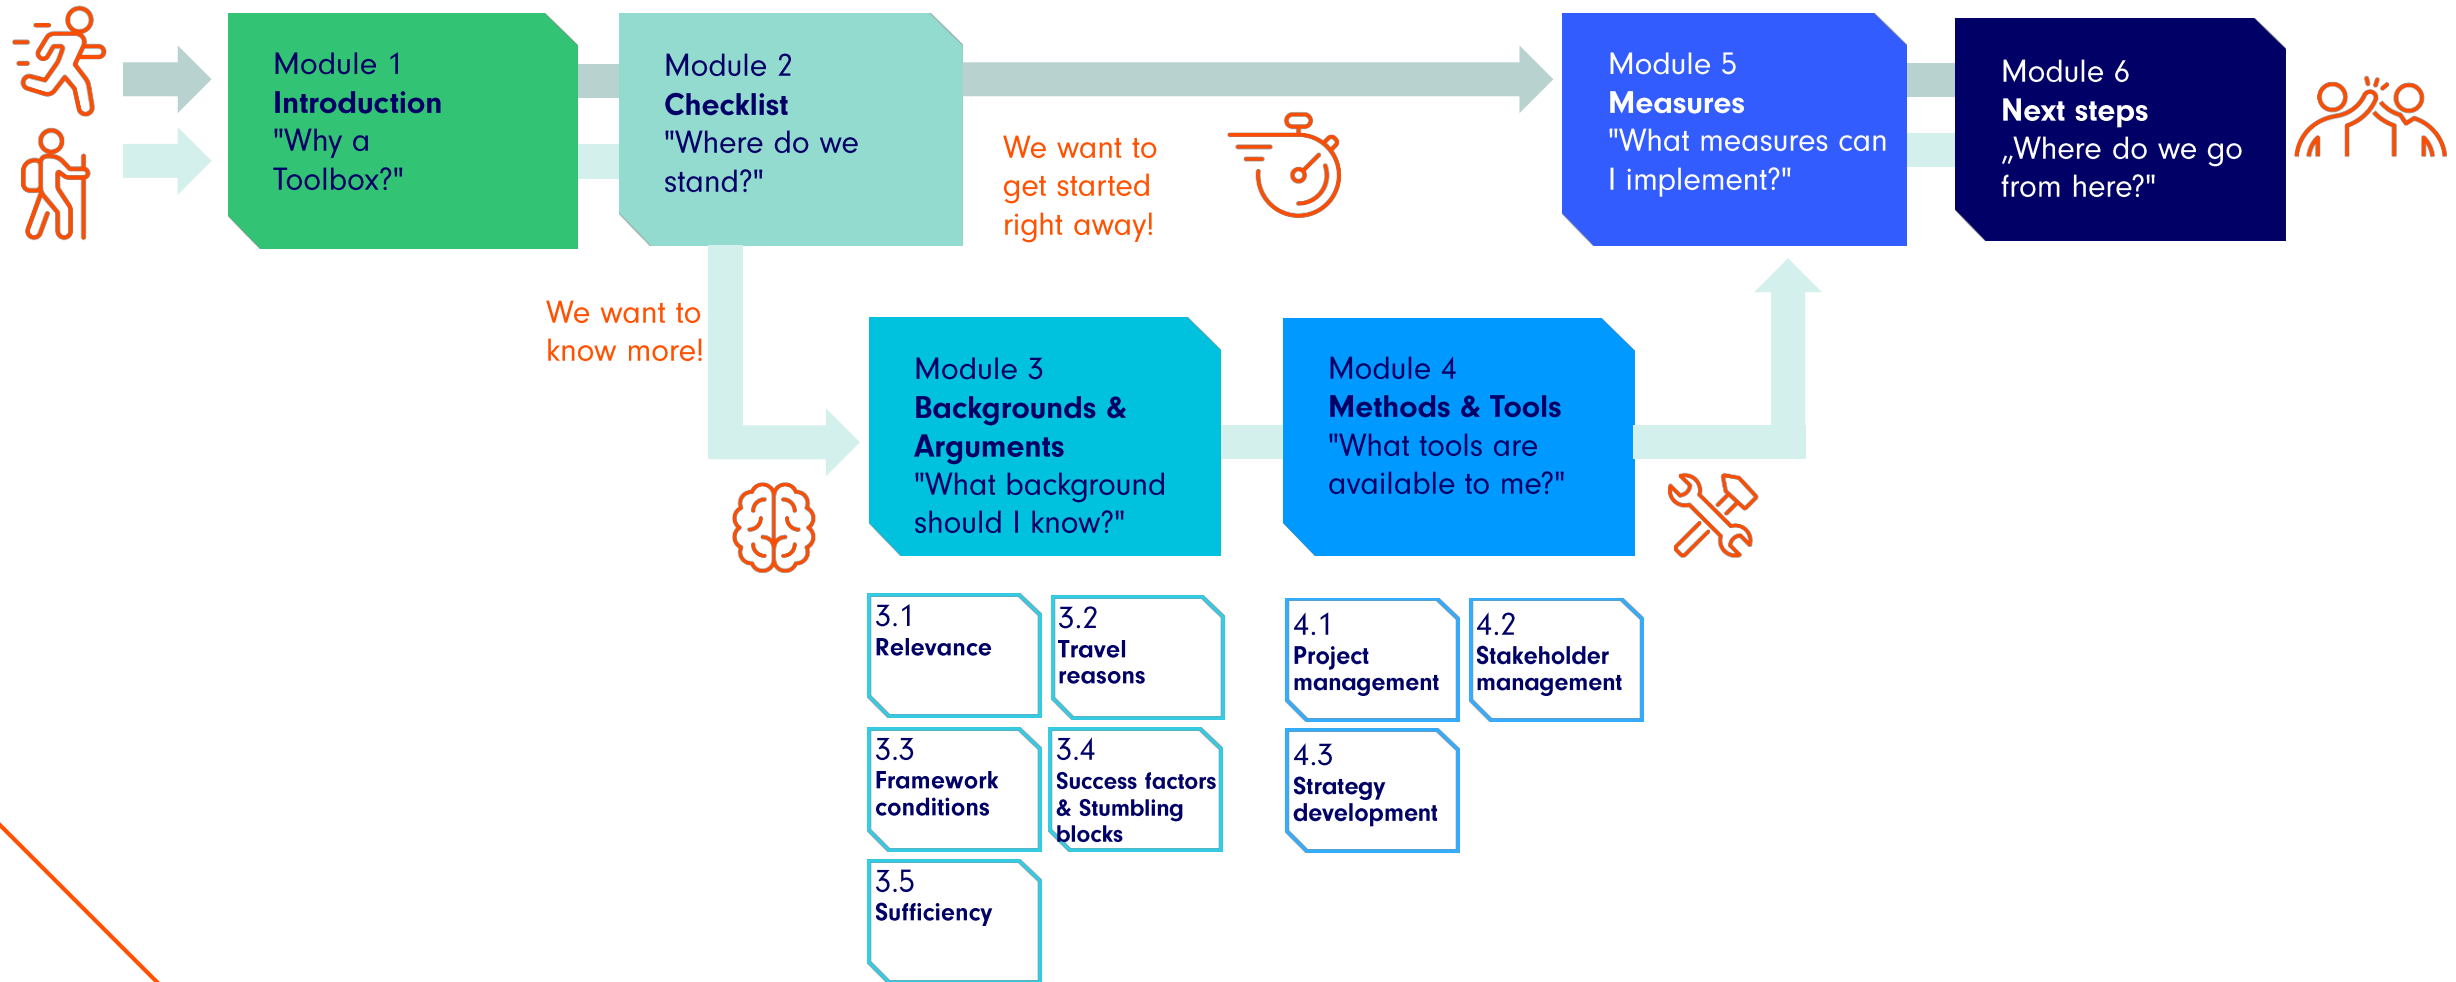 Module 1
Introduction
"Why a
Toolbox?"
Module 2
Checklist
"Where do we
stand?"
We want to
get started
right away!
Module 5
Measures
"What measures can
I implement?"
Module 6
Next steps
„Where do we go
from here?"
We want to
know more!
Module 3
Backgrounds &
Arguments
"What background
should I know?"
Module 4
Methods & Tools
"What tools are
available to me?"
3.1
Relevance
3.2
Travel
reasons
3.3
Framework
conditions
3.4
Success factors
& Stumbling
blocks
3.5
Sufficiency
4.1
Project
management
4.2
Stakeholder
management
4.3
Strategy
development